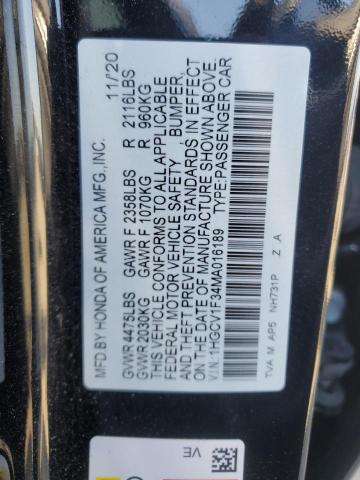 MFD. BY HONDA OF AMERICA MFG., INC. 11/20
GVWR 4475LBS GAWR F 2358LBS R 2116LBS
GVWR 2030KG GAWR F 1070KG R 960KG
THIS VEHICLE CONFORMS TO ALL APPLICABLE
FEDERAL MOTOR VEHICLE SAFETY BUMPER,
AND THEFT PREVENTION STANDARDS IN EFFECT
ON THE DATE OF MANUFACTURE SHOWN ABOVE.
V.I.N.:1HGCV1F34MA016189 TYPE:PASSENGER CAR
TVA M AP5 NH731P Z A
VE